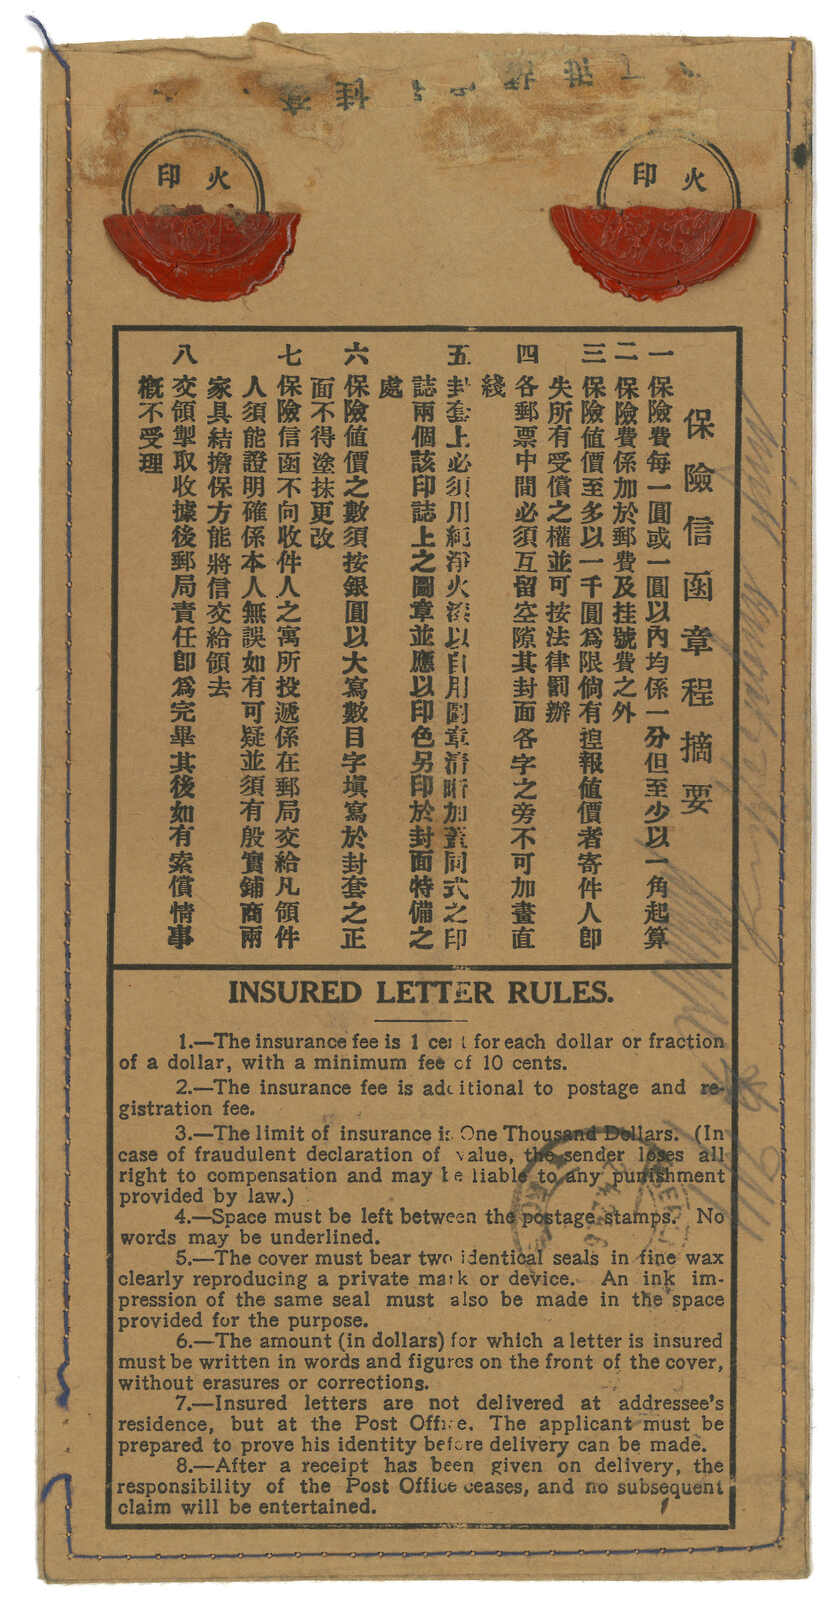 火印
火印
保險信函章程摘要
一 保險費每一圓或一圓以內均係一分但至少以一角起算
二 保險費係加於郵費及挂號費之外
三 保險値價至多以一千圓爲限倘有揑報値價者寄件人卽
失所有受償之權並可按法律罰辦
四 各郵票中間必須互留空隙其封面各字之旁不可加畫直
綫
五 封套上必須用純淨火漆以自用圖章淸晰加蓋同式之印
誌兩個該印誌上之圖章並應以印色另印於封面特備之
處
六 保險値價之數須按銀圓以大寫數目字塡寫於封套之正
面不得塗抹更改
七 保險信函不向收件人之寓所投遞係在郵局交給凡領件
人須能證明確係本人無誤如有可疑並須有殷實鋪商兩
家具結擔保方能將信交給領去
八 交領掣取收據後郵局責任卽爲完畢其後如有索償情事
槪不受理
INSURED LETTER RULES.
1.—The insurance fee is 1 cent for each dollar or fraction
of a dollar, with a minimum fee of 10 cents.
2.—The insurance fee is additional to postage and re-
gistration fee.
3.—The limit of insurance is One Thousand Dollars. (In
case of fraudulent declaration of value, the sender loses all
right to compensation and may be liable to any punishment
provided by law.)
4.—Space must be left between the postage stamps. No
words may be underlined.
5.—The cover must bear two identical seals in fine wax
clearly reproducing a private mark or device. An ink im-
pression of the same seal must also be made in the space
provided for the purpose.
6.—The amount (in dollars) for which a letter is insured
must be written in words and figures on the front of the cover,
without erasures or corrections.
7.—Insured letters are not delivered at addressee's
residence, but at the Post Office. The applicant must be
prepared to prove his identity before delivery can be made.
8.—After a receipt has been given on delivery, the
responsibility of the Post Office ceases, and no subsequent
claim will be entertained.